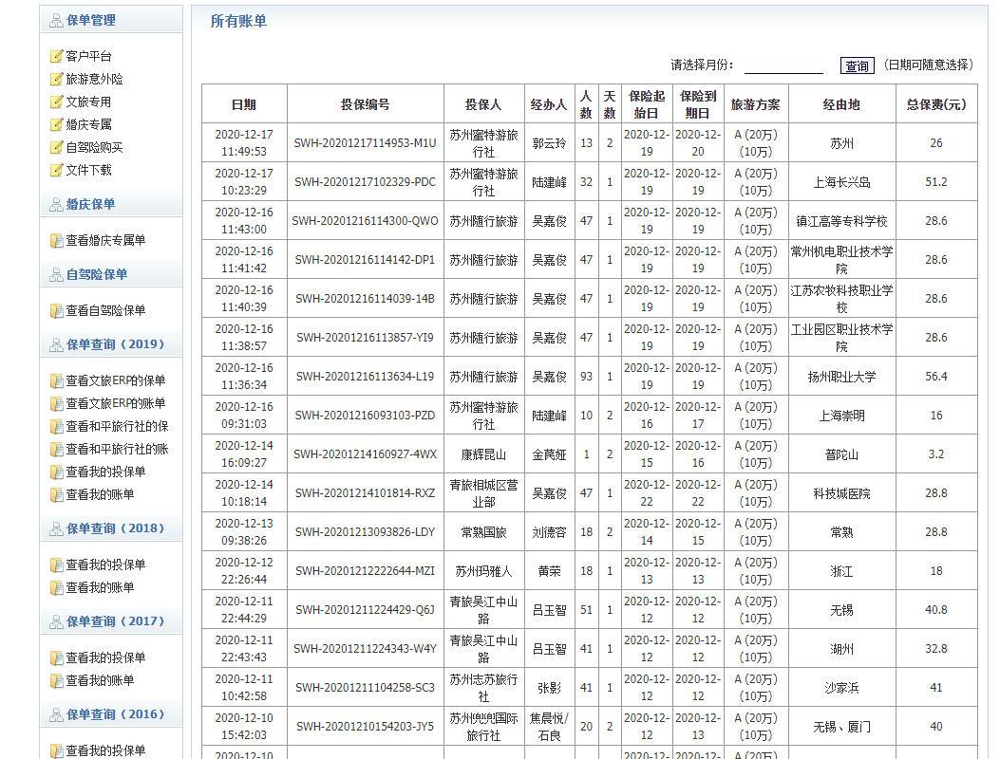 保单管理
客户平台
旅游意外险
文旅专用
婚庆专属
自驾险购买
文件下载
婚庆保单
查看婚庆专属单
自驾险保单
查看自驾险保单
保单查询（2019）
查看文旅ERP的保单
查看文旅ERP的账单
查看和平旅行社的保
查看和平旅行社的账
查看我的投保单
查看我的账单
保单查询（2018）
查看我的投保单
查看我的账单
保单查询（2017）
查看我的投保单
查看我的账单
保单查询（2016）
查看我的投保单
所有账单
请选择月份： 查询 （日期可随意选择）
日期 投保编号 投保人 经办人 人数 天数 保险起始日 保险到期日 旅游方案 经由地 总保费(元)
2020-12-17 11:49:53 SWH-20201217114953-M1U 苏州蜜特游旅行社 郭云玲 13 2 2020-12-19 2020-12-20 A (20万) (10万) 苏州 26
2020-12-17 10:23:29 SWH-20201217102329-PDC 苏州蜜特游旅行社 陆建峰 32 1 2020-12-19 2020-12-19 A (20万) (10万) 上海长兴岛 51.2
2020-12-16 11:43:00 SWH-20201216114300-QWO 苏州随行旅游 吴嘉俊 47 1 2020-12-19 2020-12-19 A (20万) (10万) 镇江高等专科学校 28.6
2020-12-16 11:41:42 SWH-20201216114142-DP1 苏州随行旅游 吴嘉俊 47 1 2020-12-19 2020-12-19 A (20万) (10万) 常州机电职业技术学院 28.6
2020-12-16 11:40:39 SWH-20201216114039-14B 苏州随行旅游 吴嘉俊 47 1 2020-12-19 2020-12-19 A (20万) (10万) 江苏农牧科技职业学校 28.6
2020-12-16 11:38:57 SWH-20201216113857-YI9 苏州随行旅游 吴嘉俊 47 1 2020-12-19 2020-12-19 A (20万) (10万) 工业园区职业技术学院 28.6
2020-12-16 11:36:34 SWH-20201216113634-L19 苏州随行旅游 吴嘉俊 93 1 2020-12-19 2020-12-19 A (20万) (10万) 扬州职业大学 56.4
2020-12-16 09:31:03 SWH-20201216093103-PZD 苏州蜜特游旅行社 陆建峰 10 2 2020-12-16 2020-12-17 A (20万) (10万) 上海崇明 16
2020-12-14 16:09:27 SWH-20201214160927-4WX 康辉昆山 金苠娅 1 2 2020-12-15 2020-12-16 A (20万) (10万) 普陀山 3.2
2020-12-14 10:18:14 SWH-20201214101814-RXZ 青旅相城区营业部 吴嘉俊 47 1 2020-12-22 2020-12-22 A (20万) (10万) 科技城医院 28.8
2020-12-13 09:38:26 SWH-20201213093826-LDY 常熟国旅 刘德容 18 2 2020-12-14 2020-12-15 A (20万) (10万) 常熟 28.8
2020-12-12 22:26:44 SWH-20201212222644-MZI 苏州玛雅人 黄荣 18 1 2020-12-13 2020-12-13 A (20万) (10万) 浙江 18
2020-12-11 22:44:29 SWH-20201211224429-Q6J 青旅吴江中山路 吕玉智 51 1 2020-12-12 2020-12-12 A (20万) (10万) 无锡 40.8
2020-12-11 22:43:43 SWH-20201211224343-W4Y 青旅吴江中山路 吕玉智 41 1 2020-12-12 2020-12-12 A (20万) (10万) 湖州 32.8
2020-12-11 10:42:58 SWH-20201211104258-SC3 苏州志苏旅行社 张影 41 1 2020-12-12 2020-12-12 A (20万) (10万) 沙家浜 41
2020-12-10 15:42:03 SWH-20201210154203-JY5 苏州兜兜国际旅行社 焦晨悦/石良 20 2 2020-12-12 2020-12-13 A (20万) (10万) 无锡、厦门 40
2020-12-10 2020-12- 2020-12- A (20万)